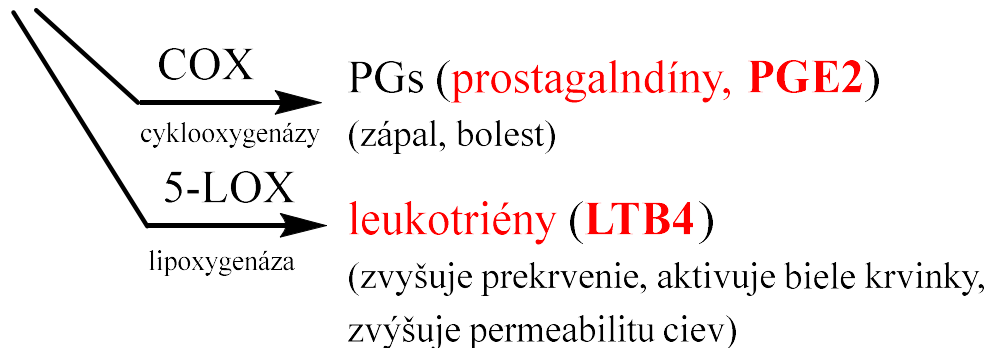 COX
cyklooxygenázy
PGs (prostagalndíny, PGE2)
(zápal, bolest)
5-LOX
lipoxygenáza
leukotriény (LTB4)
(zvyšuje prekrvenie, aktivuje biele krvinky,
zvýšuje permeabilitu ciev)